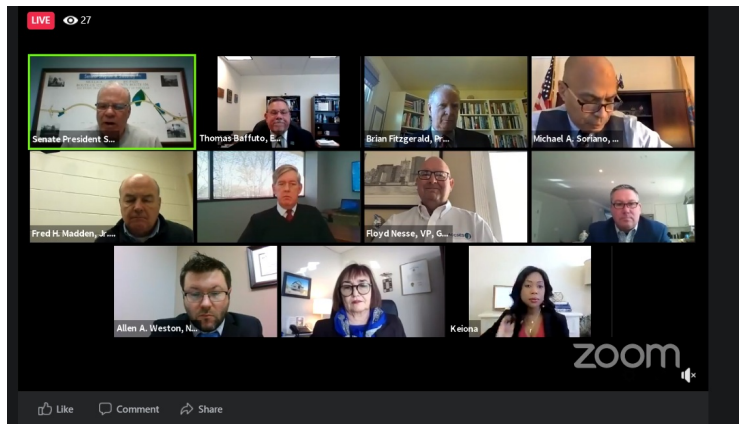 LIVE 27
Senate President S...
Thomas Baffuto, E...
Brian Fitzgerald, Pr...
Michael A. Soriano, ...
Fred H. Madden, Jr....
Floyd Nesse, VP, G...
Allen A. Weston, N...
Keiona
zoom
Like Comment Share